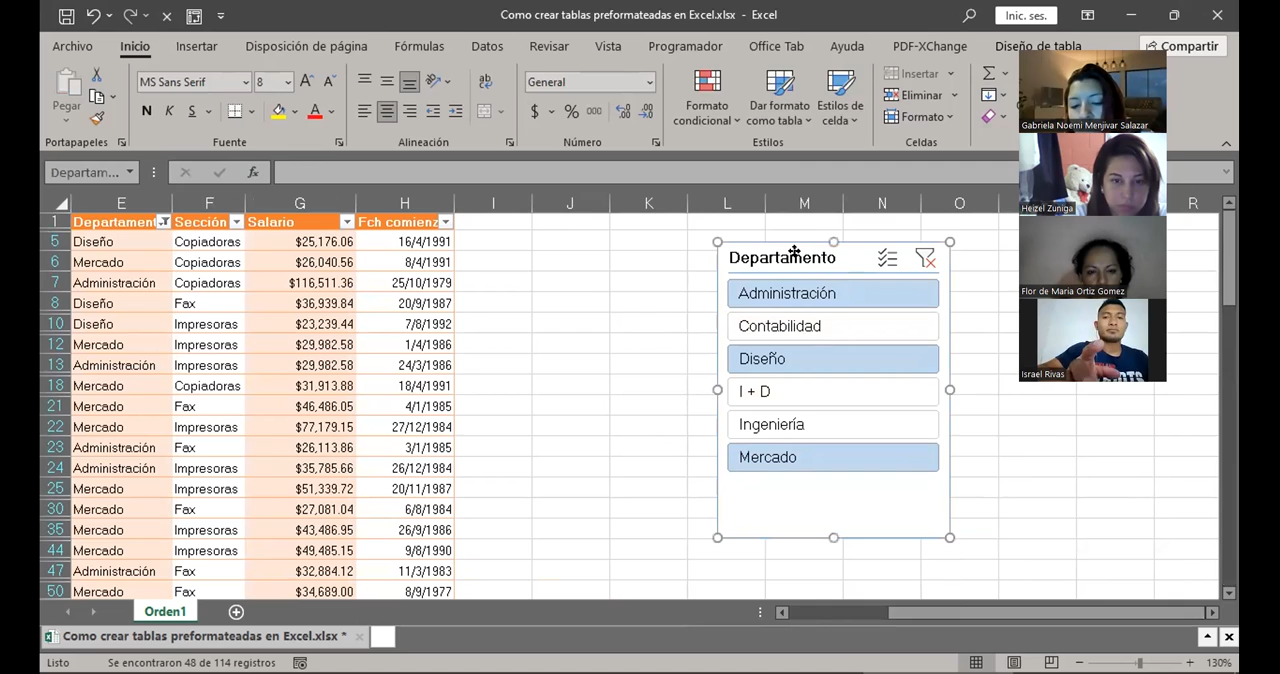 Como crear tablas preformateadas en Excel.xlsx - Excel
Inic. ses.
Archivo Inicio Insertar Disposición de página Fórmulas Datos Revisar Vista Programador Office Tab Ayuda PDF-XChange Diseño de tabla Compartir
Pegar
MS Sans Serif 8
General
N K S
$ % 000
Formato condicional
Dar formato como tabla
Estilos de celda
Insertar
Eliminar
Formato
Portapapeles Fuente Alineación Número Estilos Celdas
Departam... fx
E F G H I J K L M N O R
1 Departament Sección Salario Fch comienz
5 Diseño Copiadoras $25,176.06 16/4/1991
6 Mercado Copiadoras $26,040.56 8/4/1991
7 Administración Copiadoras $116,511.36 25/10/1979
8 Diseño Fax $36,939.84 20/9/1987
10 Diseño Impresoras $23,239.44 7/8/1992
12 Mercado Impresoras $29,982.58 1/4/1986
13 Administración Impresoras $29,982.58 24/3/1986
18 Mercado Copiadoras $31,913.60 18/4/1991
21 Mercado Fax $46,486.05 4/1/1985
22 Mercado Impresoras $77,179.15 27/12/1984
23 Administración Fax $26,113.86 3/1/1985
24 Administración Impresoras $35,785.66 26/12/1984
25 Mercado Impresoras $51,339.72 20/11/1987
30 Mercado Fax $27,081.04 6/8/1984
35 Mercado Impresoras $43,486.95 26/9/1986
44 Mercado Impresoras $49,485.15 9/8/1990
47 Administración Fax $32,884.12 11/3/1983
50 Mercado Fax $34,689.00 8/9/1977
Departamento
Administración
Contabilidad
Diseño
I + D
Ingeniería
Mercado
Gabriela Noemi Menjivar Salazar
Heizel Zuniga
Flor de Maria Ortiz Gomez
Israel Rivas
Orden1
Como crear tablas preformateadas en Excel.xlsx *
Listo Se encontraron 48 de 114 registros 130%